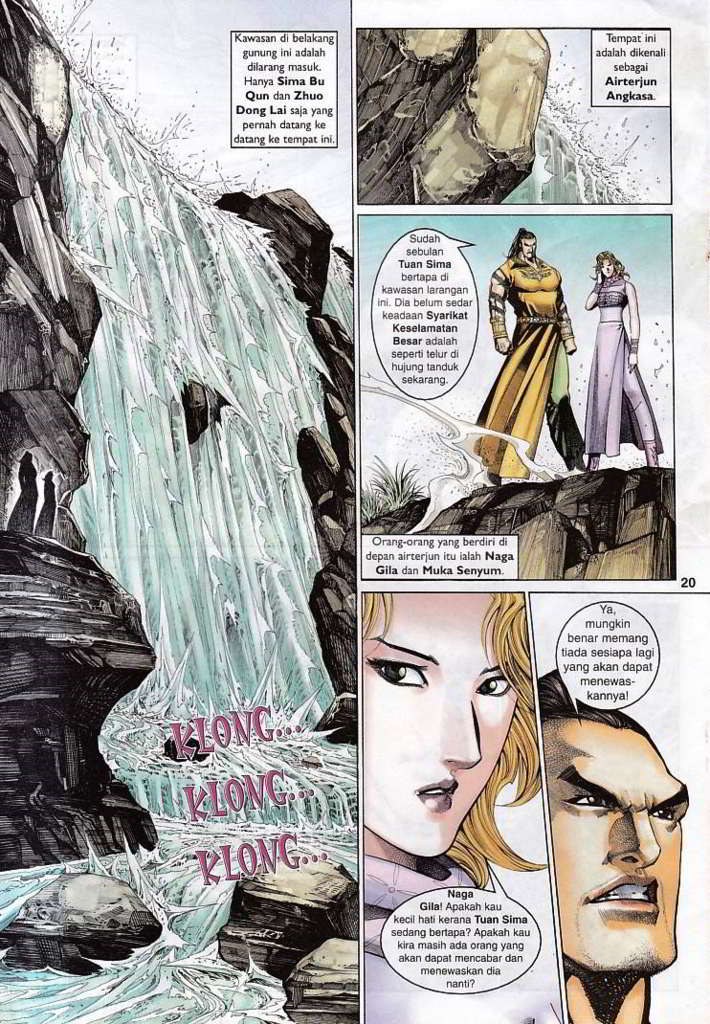 Kawasan di belakang
gunung ini adalah
dilarang masuk.
Hanya Sima Bu
Qun dan Zhuo
Dong Lai saja yang
pernah datang ke
datang ke tempat ini.
Tempat ini
adalah dikenali
sebagai
Airterjun
Angkasa.
Sudah
sebulan
Tuan Sima
bertapa di
kawasan larangan
ini. Dia belum sedar
keadaan Syarikat
Keselamatan
Besar adalah
seperti telur di
hujung tanduk
sekarang.
Orang-orang yang berdiri di
depan airterjun itu ialah Naga
Gila dan Muka Senyum.
20
KLONG...
KLONG...
KLONG...
Naga
Gila! Apakah kau
kecil hati kerana Tuan Sima
sedang bertapa? Apakah kau
kira masih ada orang yang
akan dapat mencabar dan
menewaskan dia
nanti?
Ya,
mungkin
benar memang
tiada sesiapa lagi
yang akan dapat
menewas-
kannya!